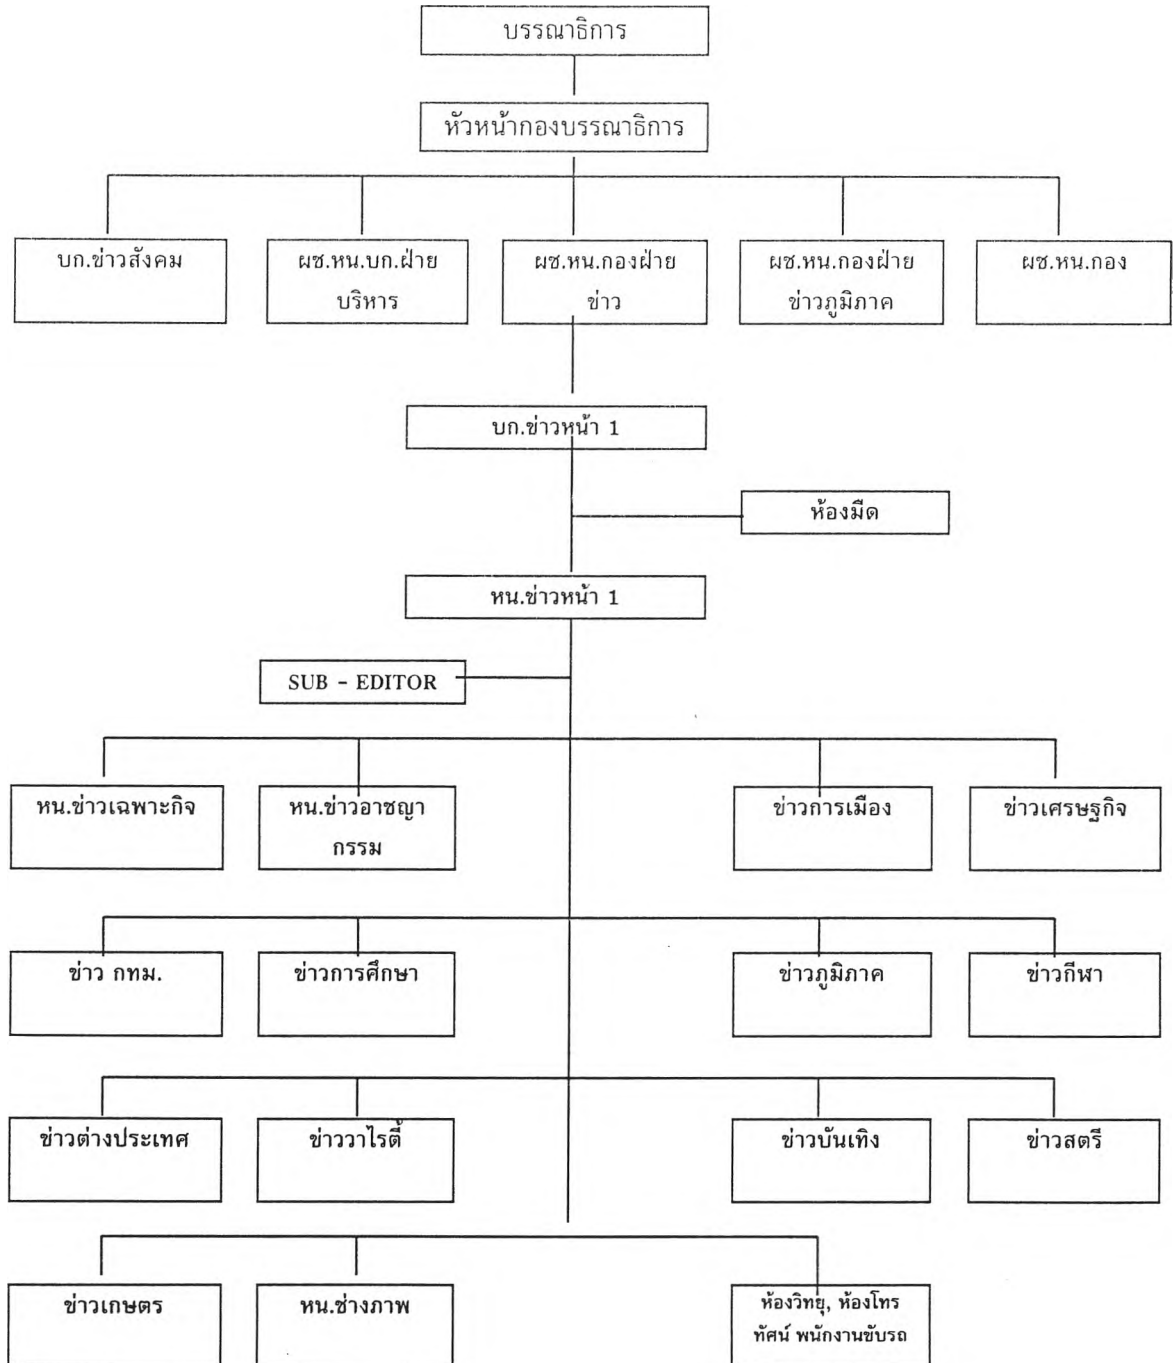 บรรณาธิการ
หัวหน้ากองบรรณาธิการ
บก.ข่าวสังคม
ผช.หน.บก.ฝ่าย
บริหาร
ผช.หน.กองฝ่าย
ข่าว
ผช.หน.กองฝ่าย
ข่าวภูมิภาค
ผช.หน.กอง
บก.ข่าวหน้า 1
ห้องมืด
หน.ข่าวหน้า 1
SUB - EDITOR
หน.ข่าวเฉพาะกิจ
หน.ข่าวอาชญา
กรรม
ข่าวการเมือง
ข่าวเศรษฐกิจ
ข่าว กทม.
ข่าวการศึกษา
ข่าวภูมิภาค
ข่าวกีฬา
ข่าวต่างประเทศ
ข่าววาไรตี้
ข่าวบันเทิง
ข่าวสตรี
ข่าวเกษตร
หน.ช่างภาพ
ห้องวิทยุ, ห้องโทร
ทัศน์ พนักงานขับรถ